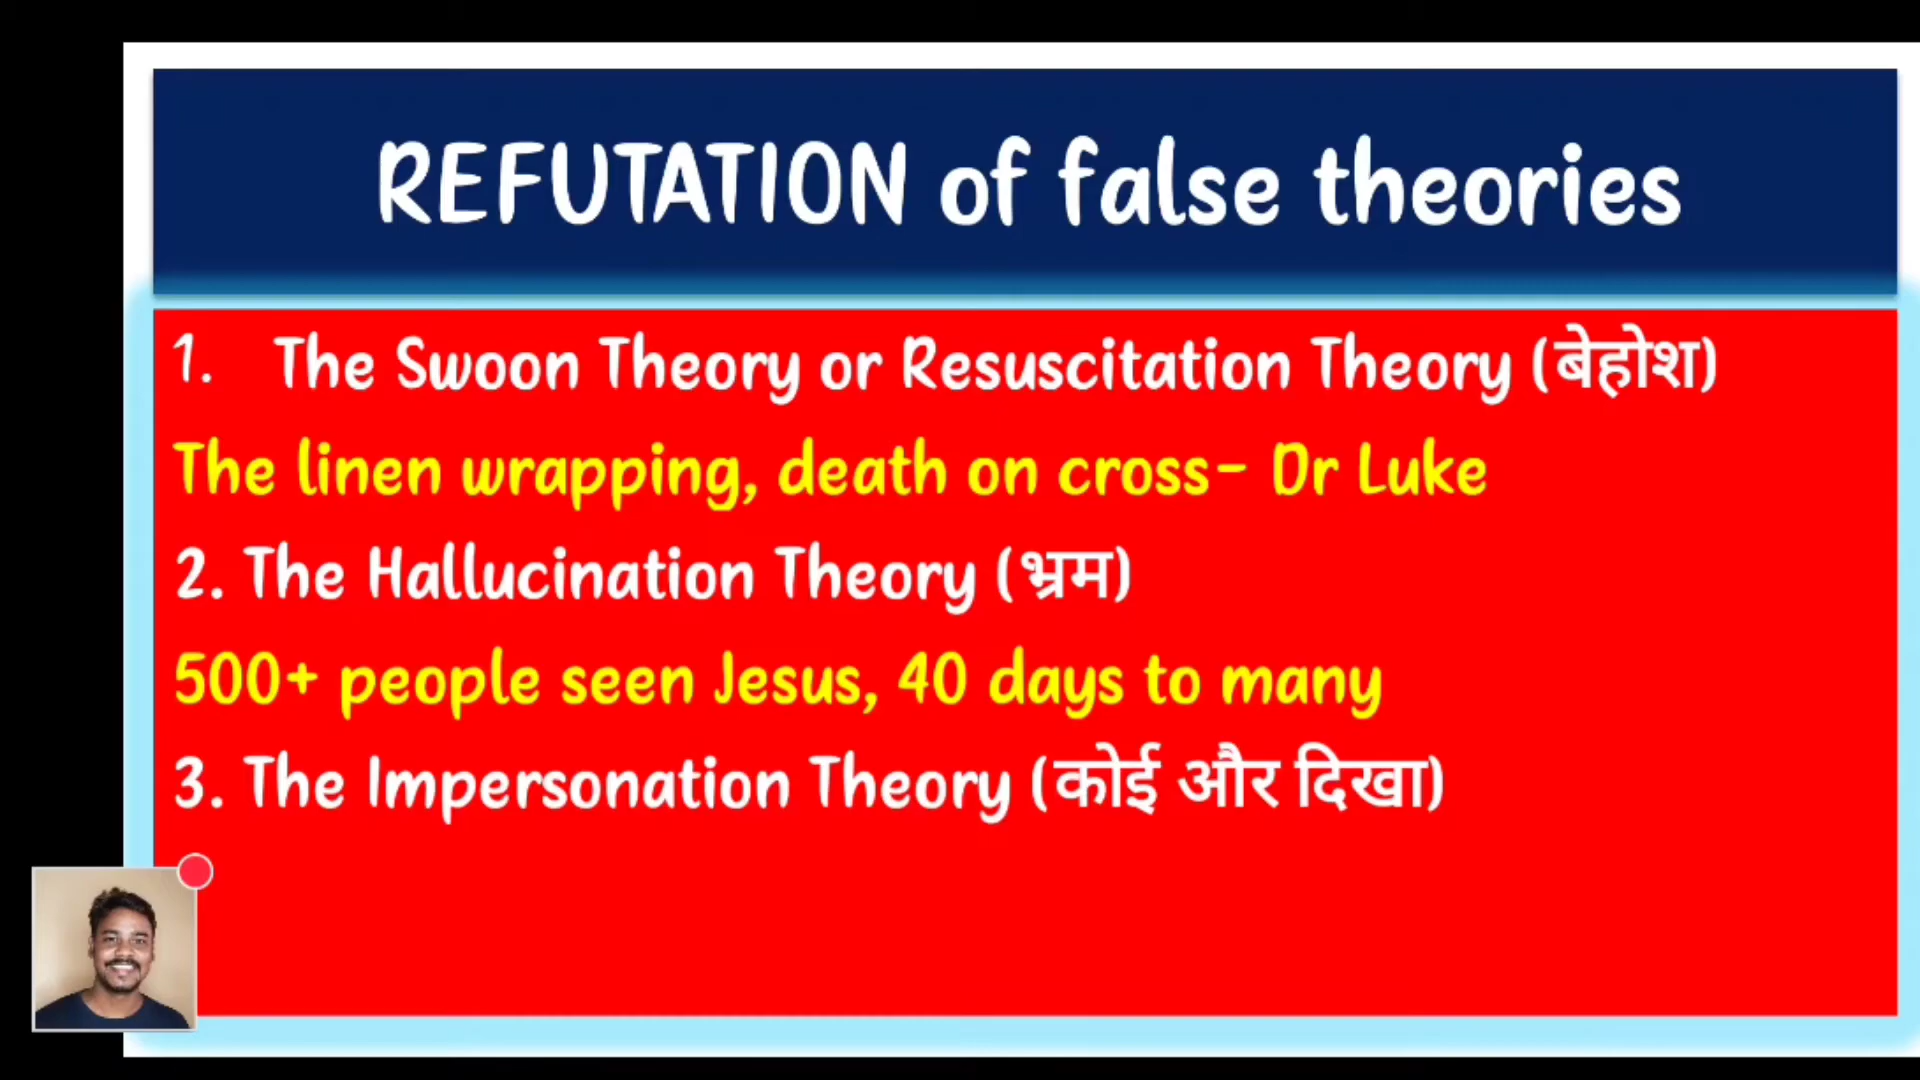 REFUTATION of false theories
1. The Swoon Theory or Resuscitation Theory (बेहोश)
The linen wrapping, death on cross- Dr Luke
2. The Hallucination Theory (भ्रम)
500+ people seen Jesus, 40 days to many
3. The Impersonation Theory (कोई और दिखा)